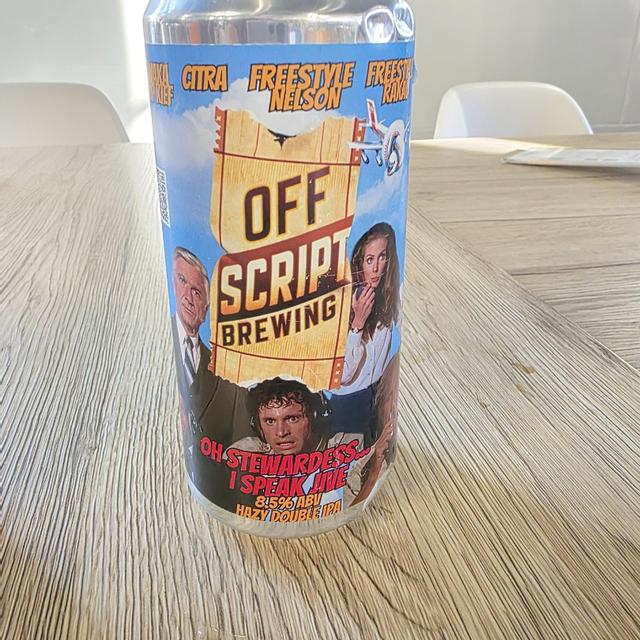 CITRA
FREESTYLE
NELSON
OFF
SCRIPT
BREWING
OH STEWARDESS...
I SPEAK JIVE
8.5% ABV
HAZY DOUBLE IPA